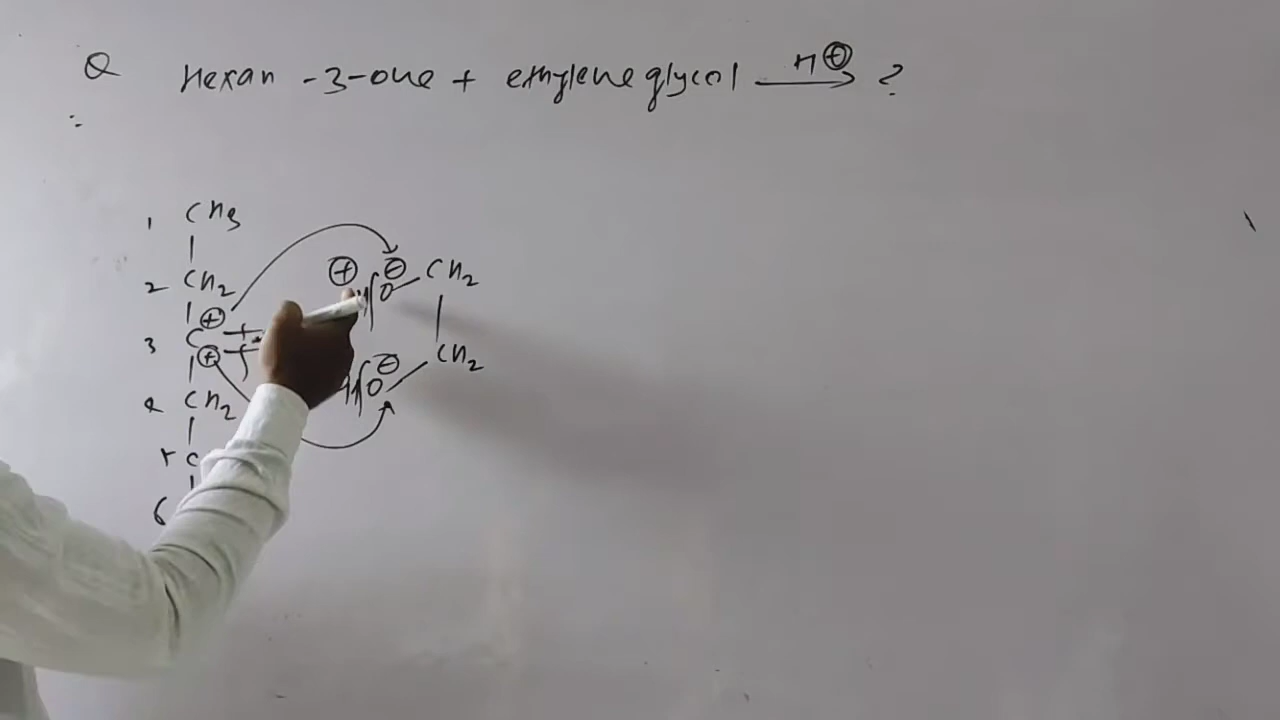 Q Hexan-3-one + ethylene glycol H⊕ → ?
1 CH3
2 CH2
⊕ ⊖ CH2
⊕ O
3 C
⊕ ⊖ CH2
O
4 CH2
5 C
6